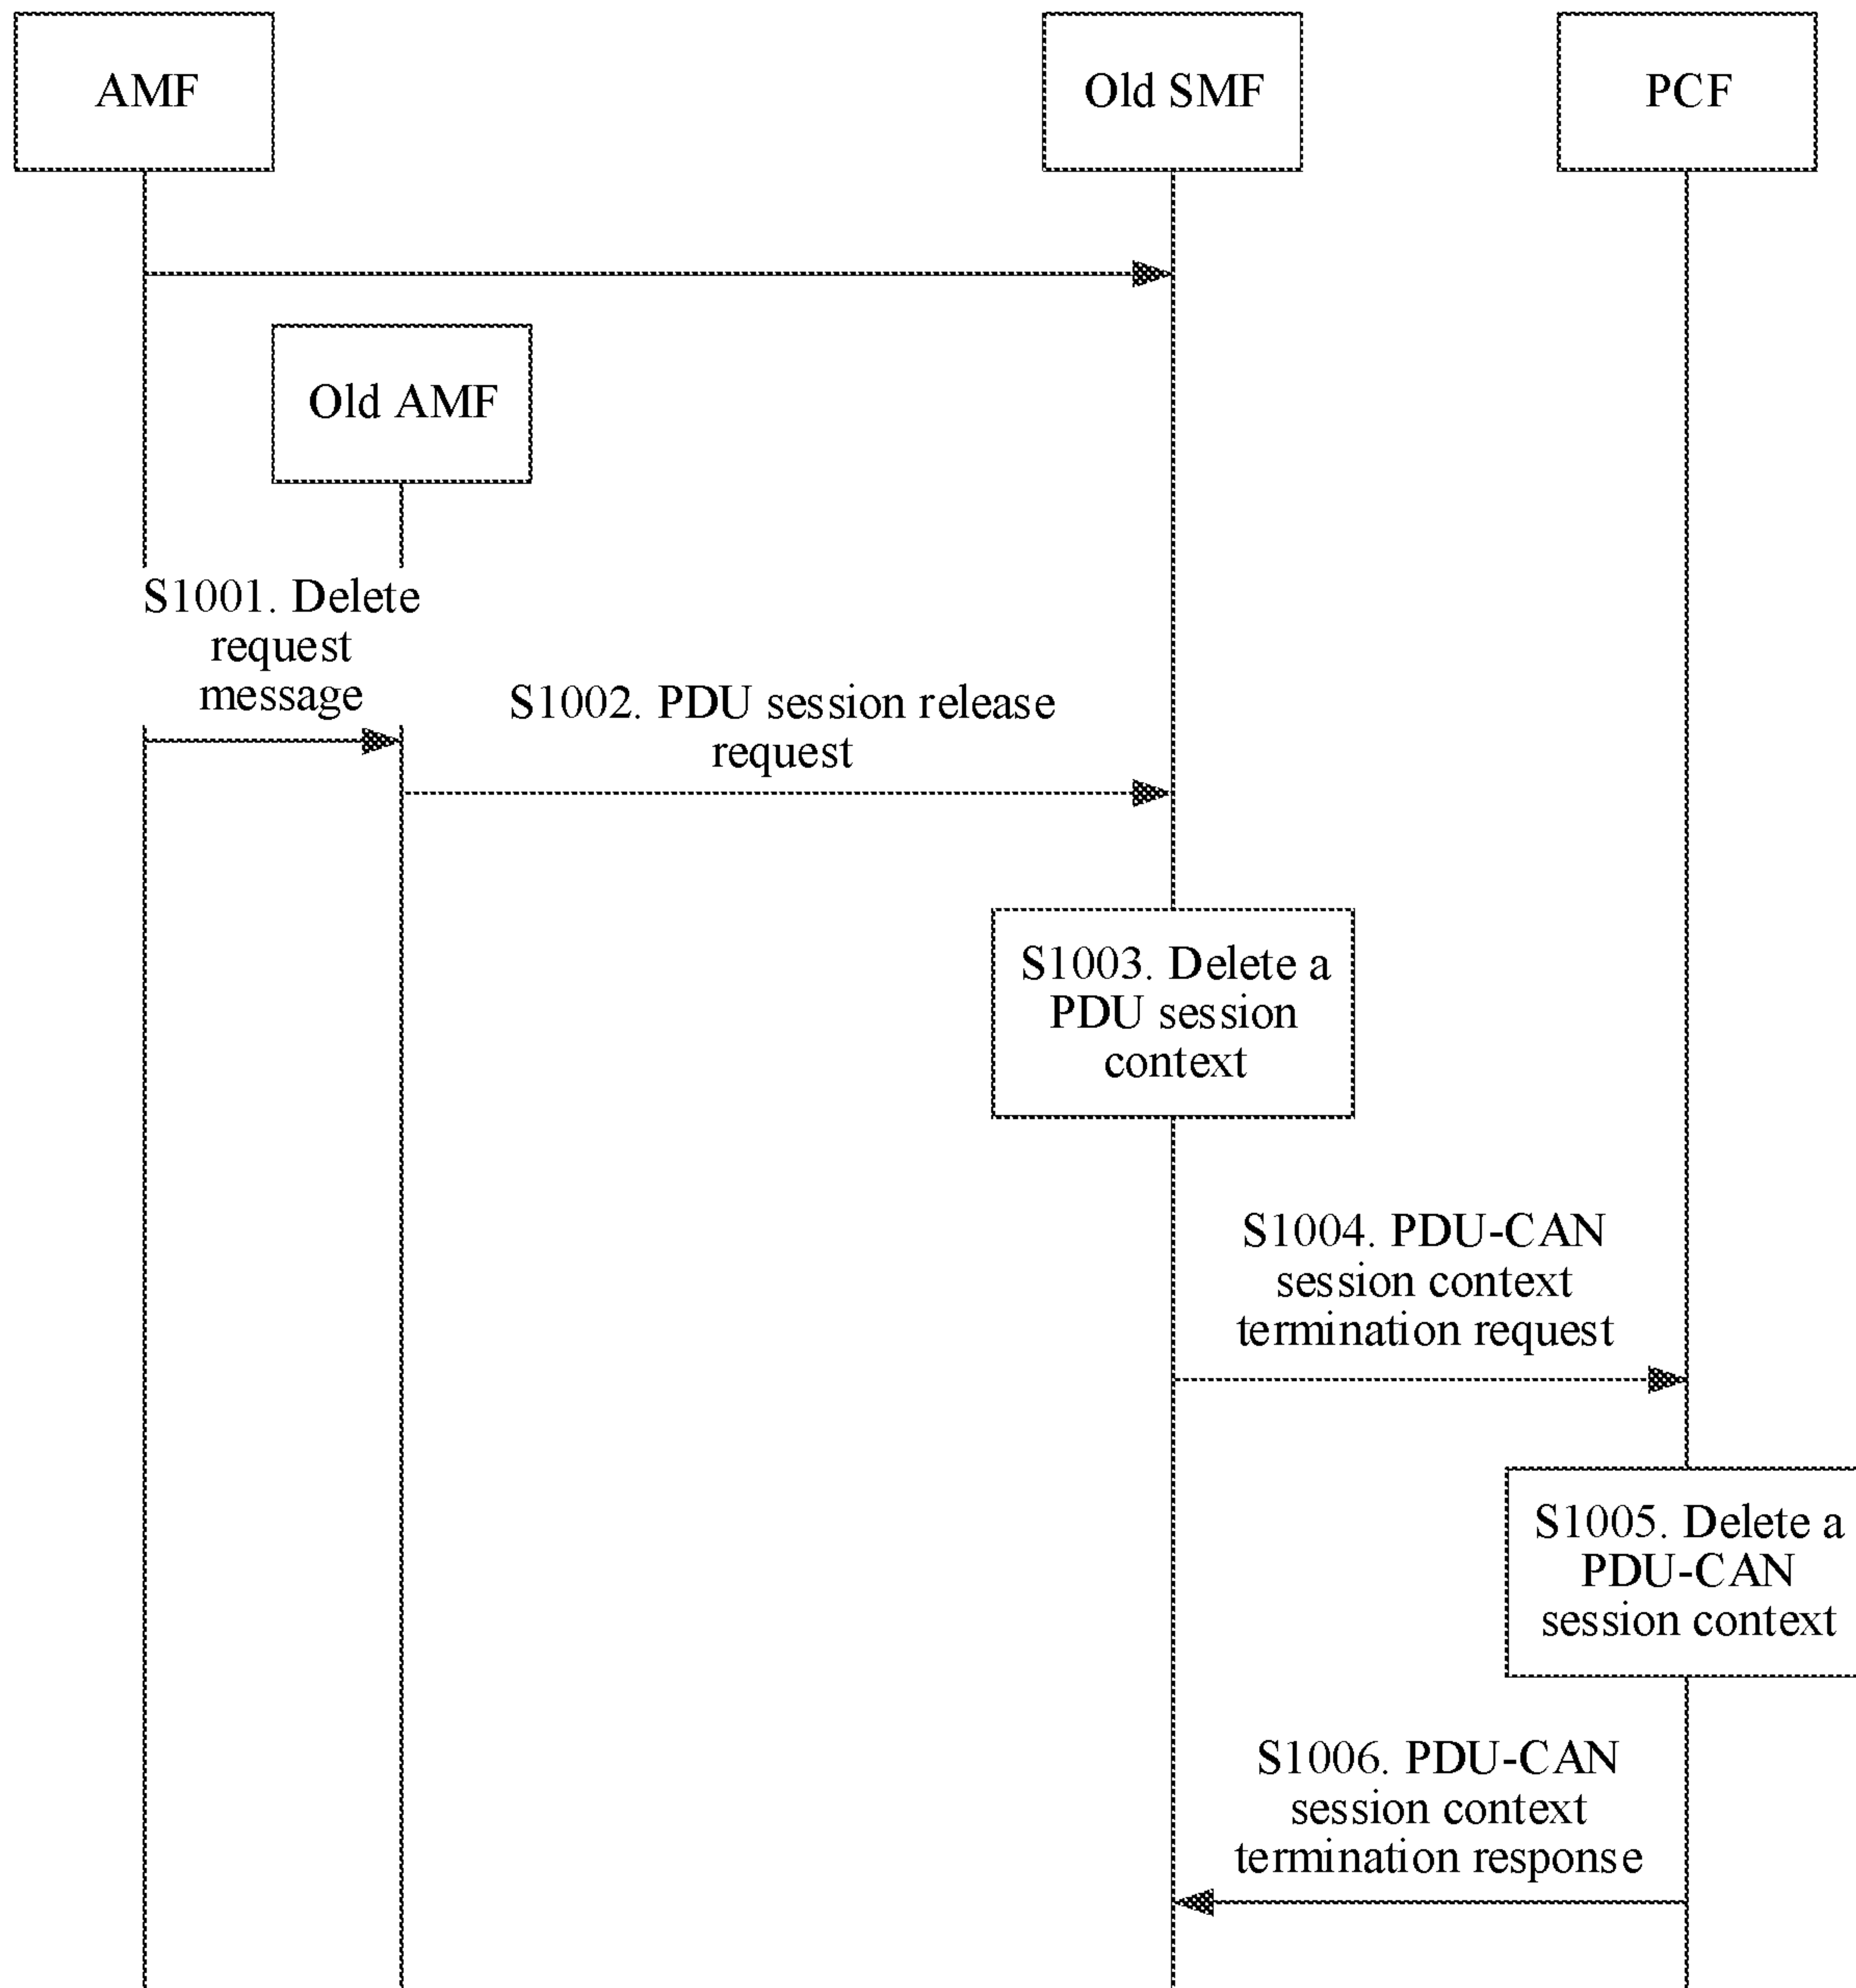 AMF
Old SMF
PCF
Old AMF
S1001. Delete
request
message
S1002. PDU session release
request
S1003. Delete a
PDU session
context
S1004. PDU-CAN
session context
termination request
S1005. Delete a
PDU-CAN
session context
S1006. PDU-CAN
session context
termination response